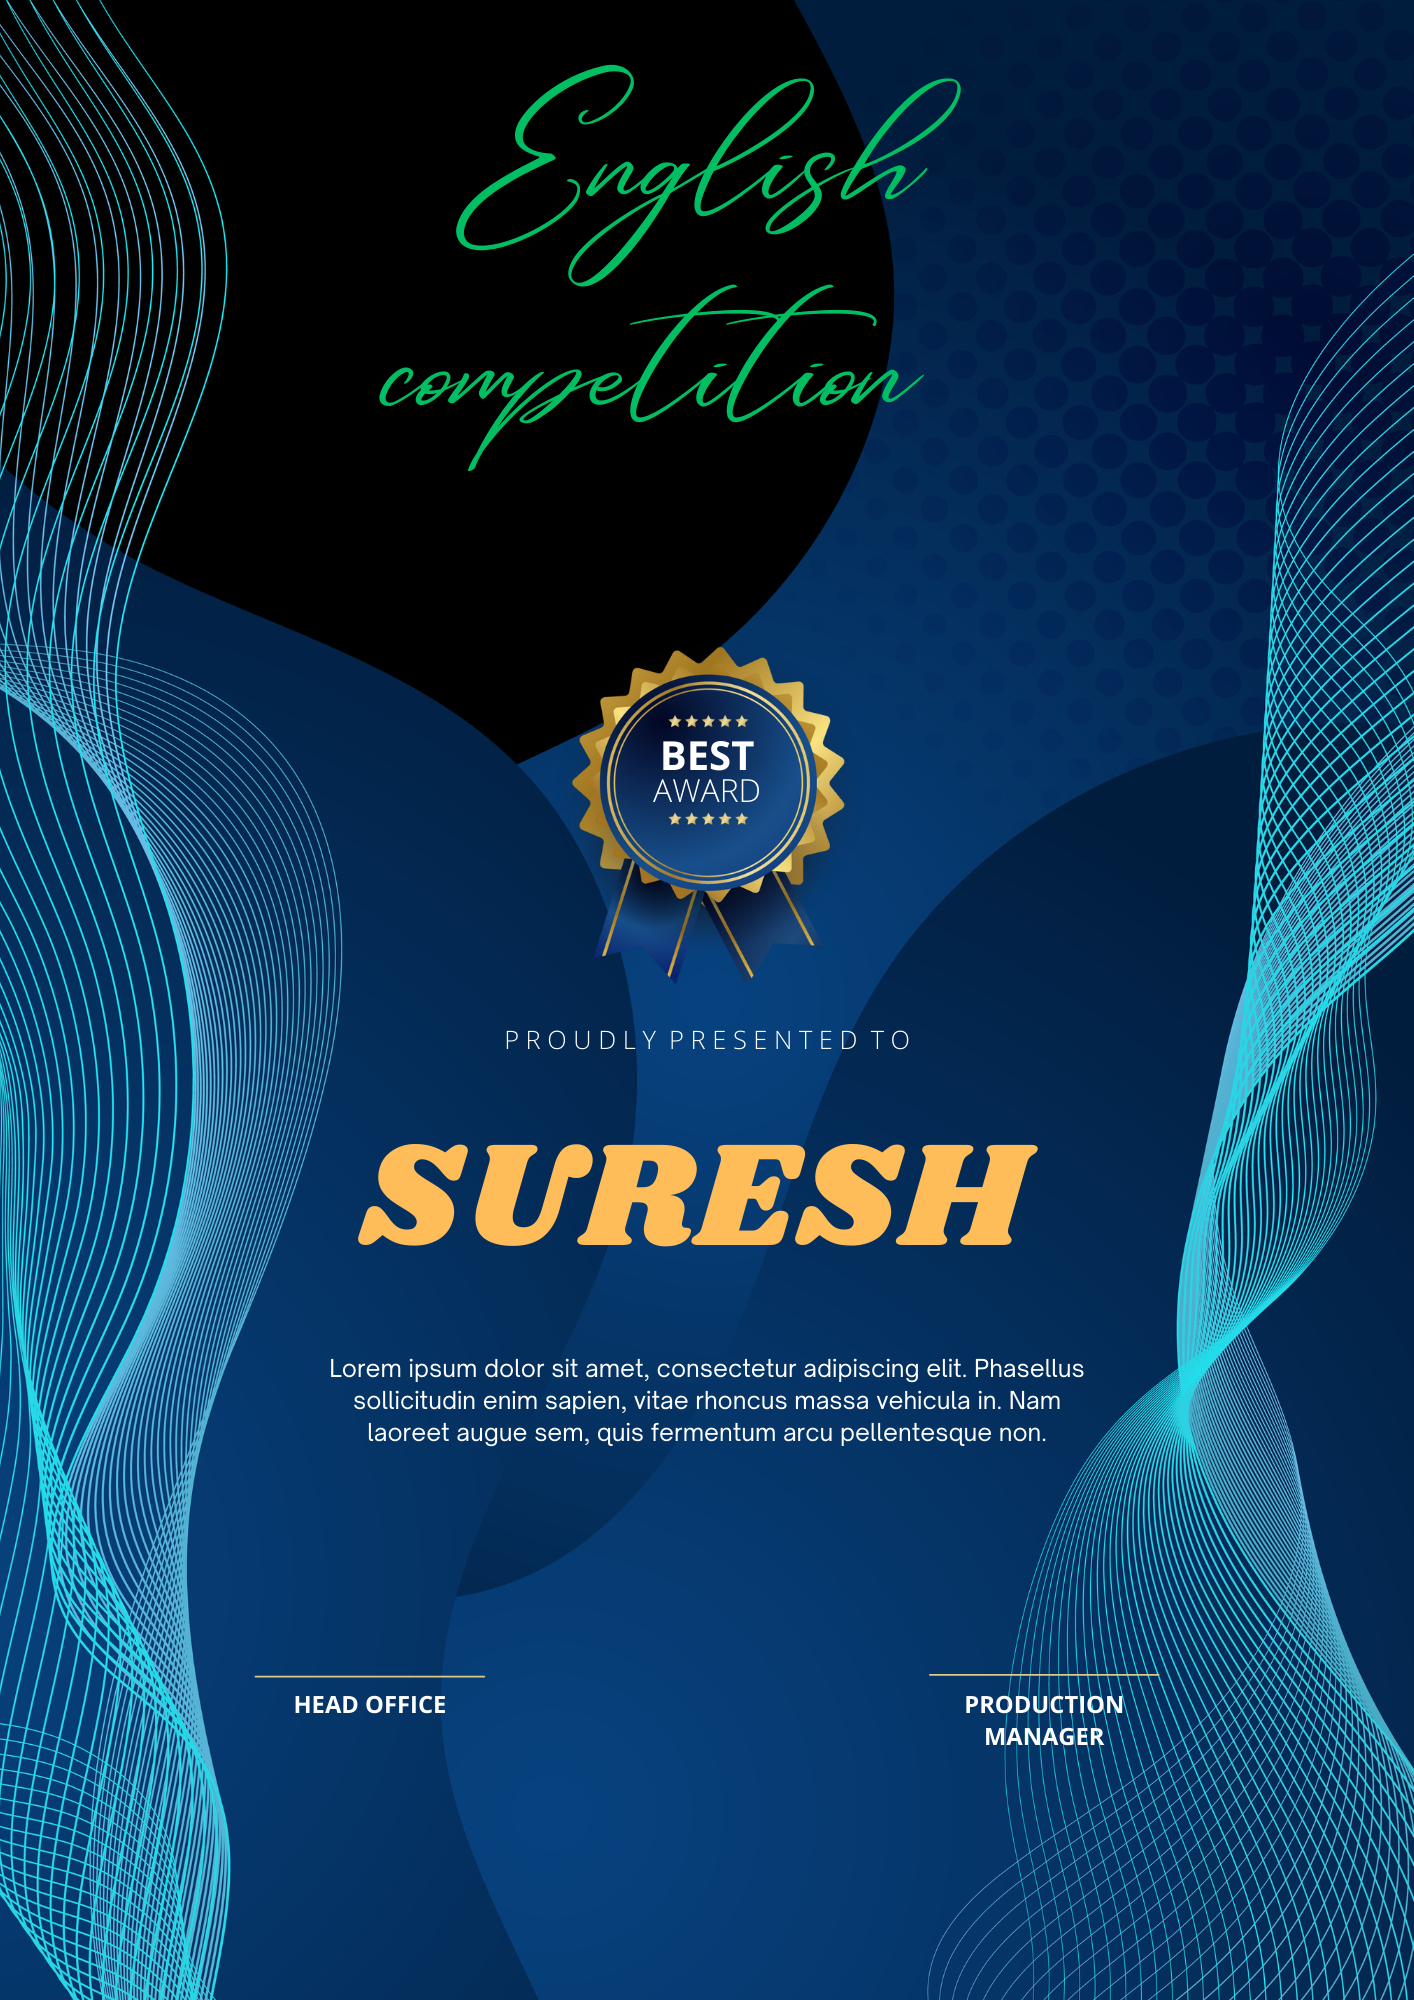 English
competition
BEST
AWARD
PROUDLY PRESENTED TO
SURESH
Lorem ipsum dolor sit amet, consectetur adipiscing elit. Phasellus
sollicitudin enim sapien, vitae rhoncus massa vehicula in. Nam
laoreet augue sem, quis fermentum arcu pellentesque non.
HEAD OFFICE
PRODUCTION
MANAGER